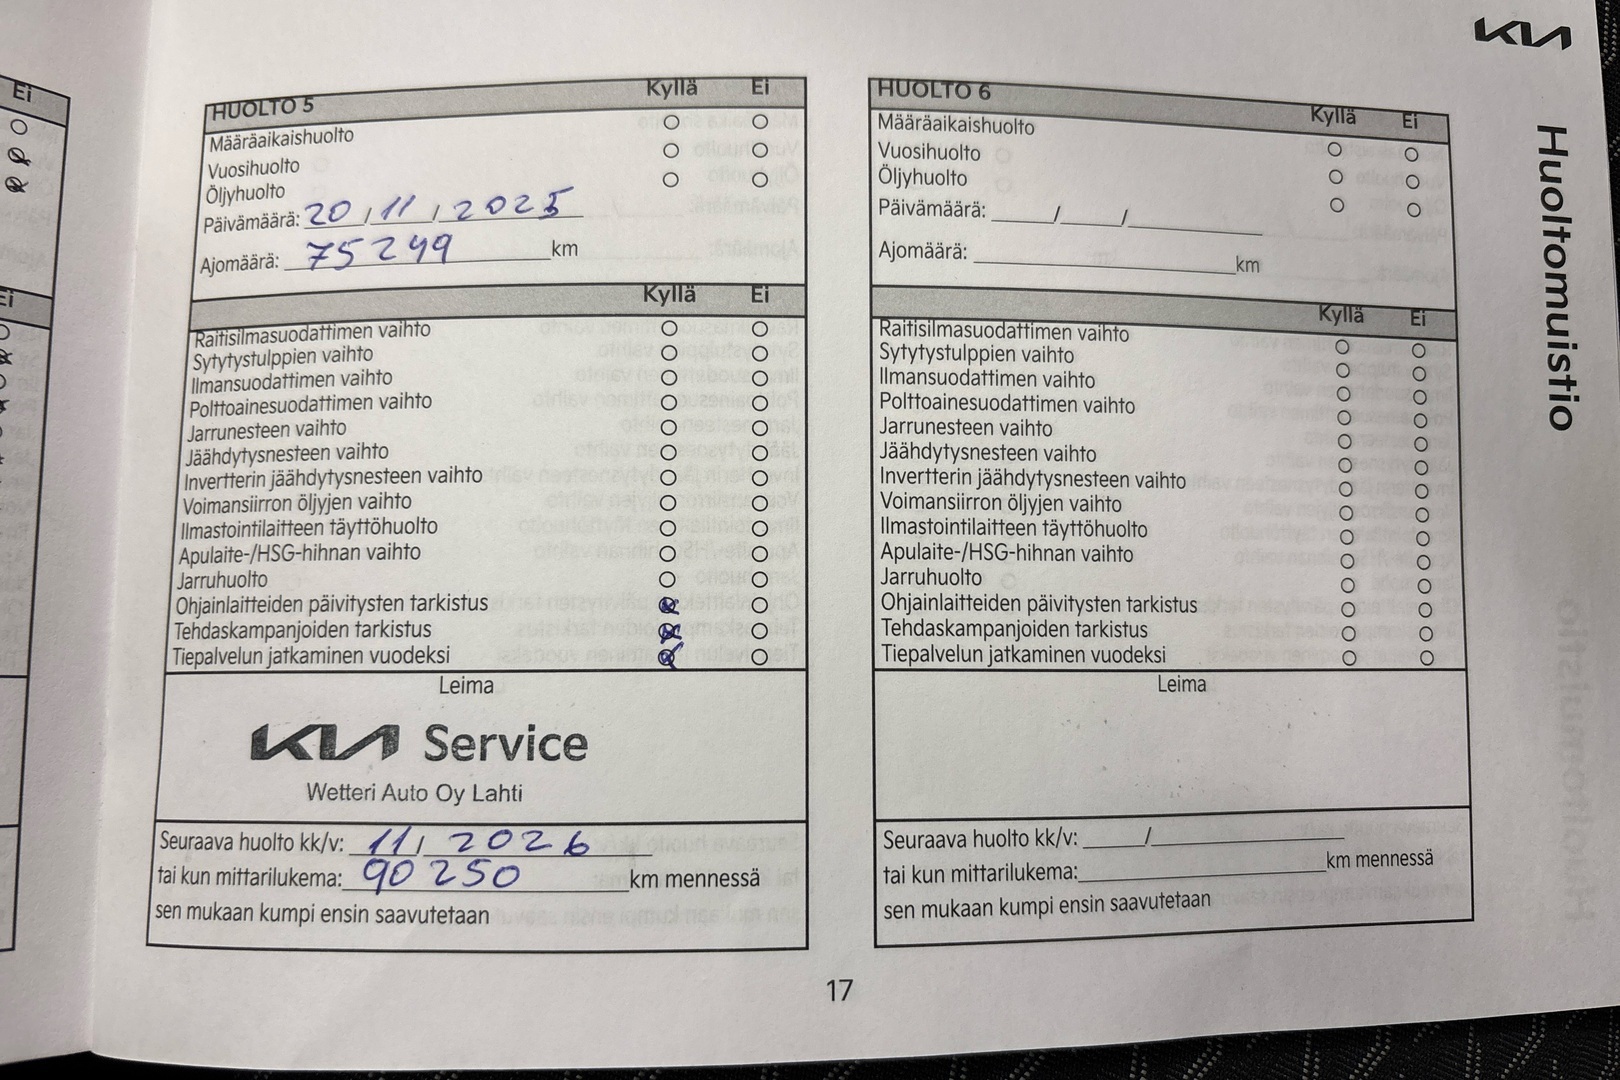 KIA
Huoltomuistio
Ei
Ei
HUOLTO 5 Kyllä Ei
Määräaikaishuolto
Vuosihuolto
Öljyhuolto
Päivämäärä: 20 / 11 / 2025
Ajomäärä: 75249 km
Kyllä Ei
Raitisilmasuodattimen vaihto
Sytytystulppien vaihto
Ilmansuodattimen vaihto
Polttoainesuodattimen vaihto
Jarrunesteen vaihto
Jäähdytysnesteen vaihto
Invertterin jäähdytysnesteen vaihto
Voimansiirron öljyjen vaihto
Ilmastointilaitteen täyttöhuolto
Apulaite-/HSG-hihnan vaihto
Jarruhuolto
Ohjainlaitteiden päivitysten tarkistus
Tehdaskampanjoiden tarkistus
Tiepalvelun jatkaminen vuodeksi
Leima
KIA Service
Wetteri Auto Oy Lahti
Seuraava huolto kk/v: 11 / 2026
tai kun mittarilukema: 90250 km mennessä
sen mukaan kumpi ensin saavutetaan
HUOLTO 6 Kyllä Ei
Määräaikaishuolto
Vuosihuolto
Öljyhuolto
Päivämäärä: / /
Ajomäärä: km
Kyllä Ei
Raitisilmasuodattimen vaihto
Sytytystulppien vaihto
Ilmansuodattimen vaihto
Polttoainesuodattimen vaihto
Jarrunesteen vaihto
Jäähdytysnesteen vaihto
Invertterin jäähdytysnesteen vaihto
Voimansiirron öljyjen vaihto
Ilmastointilaitteen täyttöhuolto
Apulaite-/HSG-hihnan vaihto
Jarruhuolto
Ohjainlaitteiden päivitysten tarkistus
Tehdaskampanjoiden tarkistus
Tiepalvelun jatkaminen vuodeksi
Leima
Seuraava huolto kk/v: /
tai kun mittarilukema: km mennessä
sen mukaan kumpi ensin saavutetaan
17